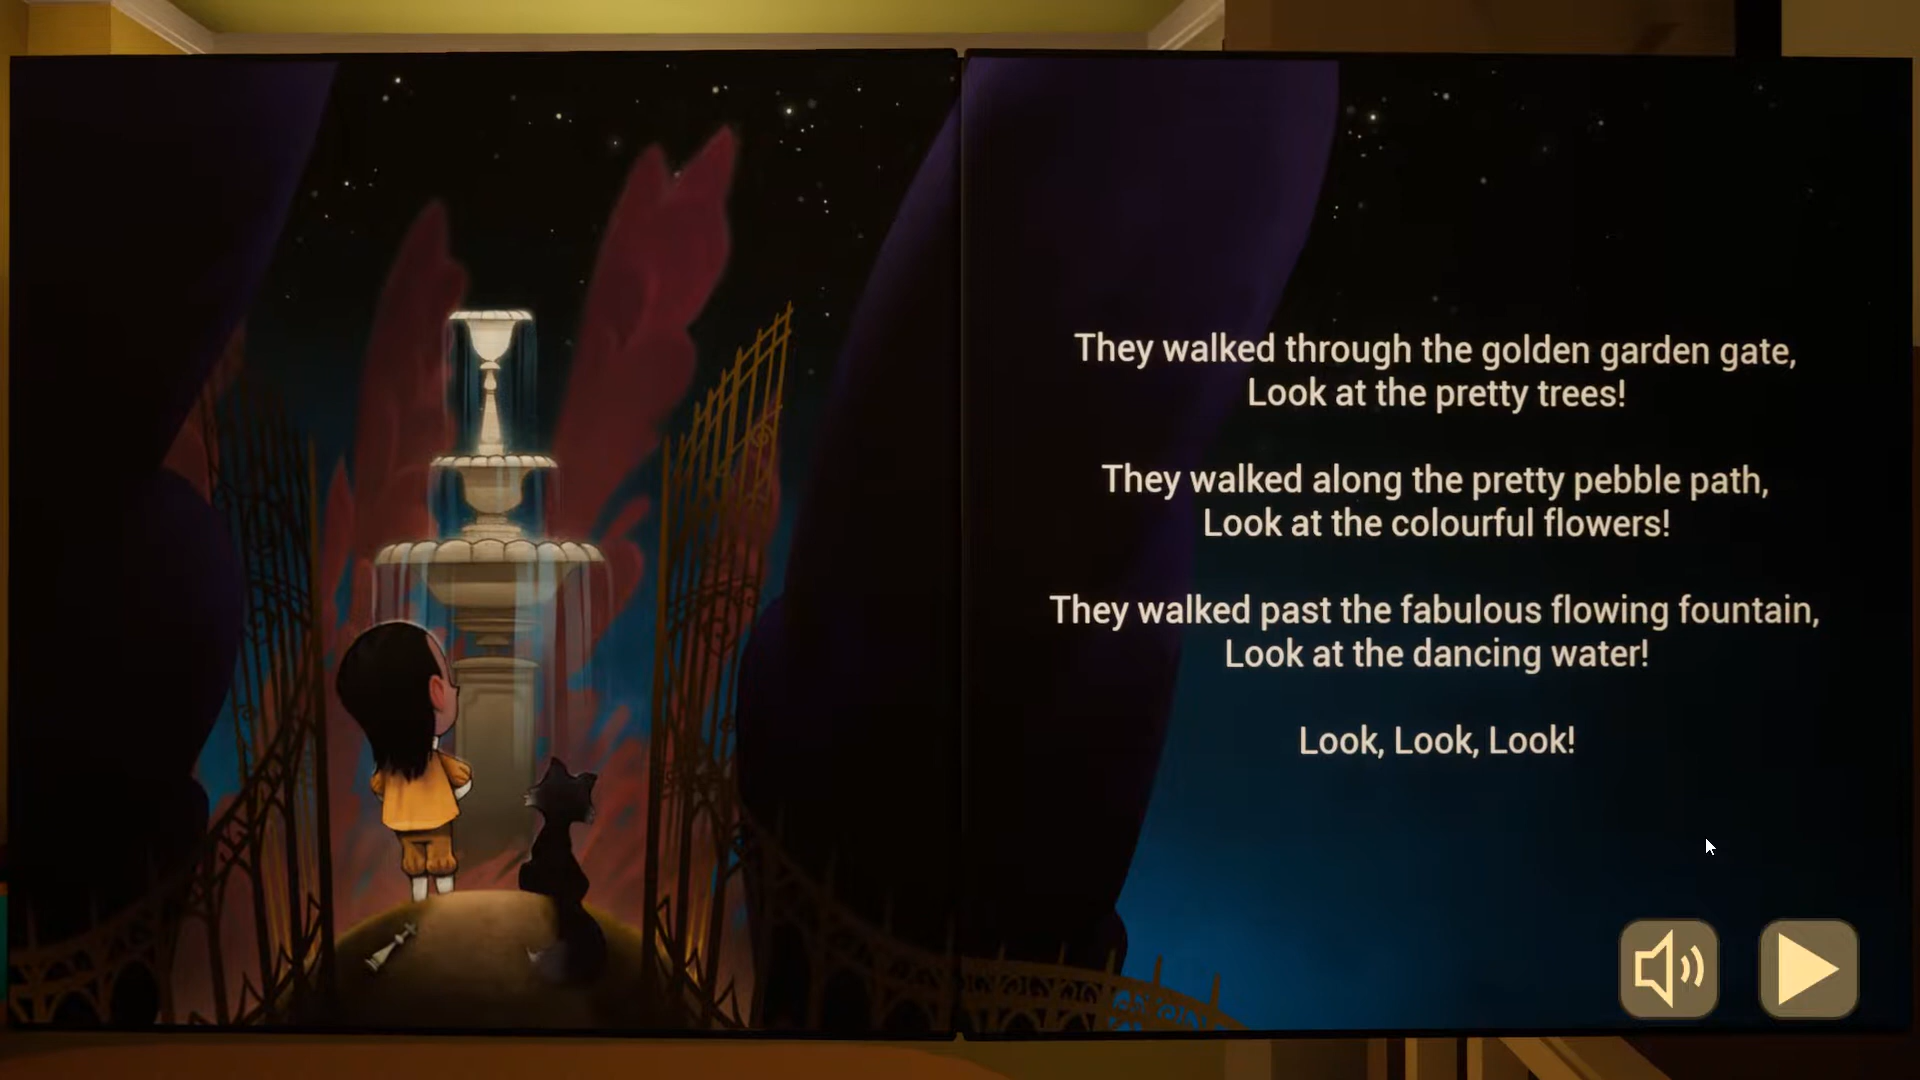 They walked through the golden garden gate,
Look at the pretty trees!
They walked along the pretty pebble path,
Look at the colourful flowers!
They walked past the fabulous flowing fountain,
Look at the dancing water!
Look, Look, Look!